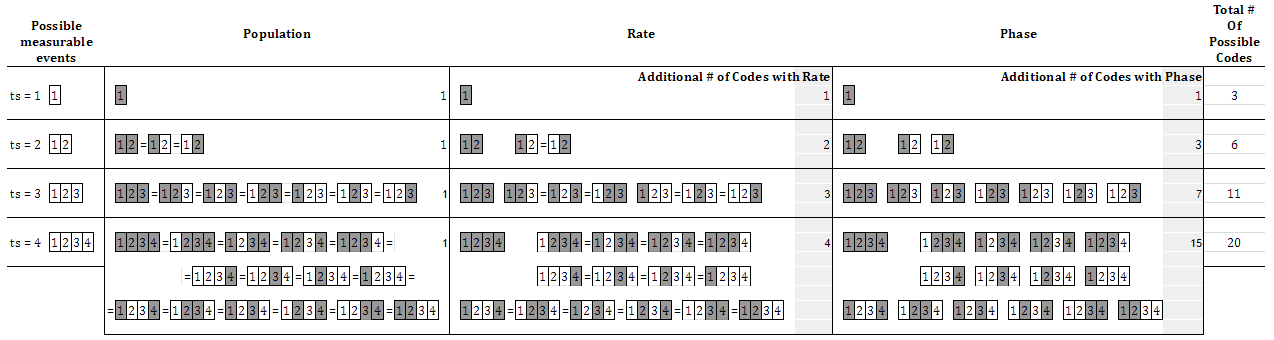 Possible
measurable
events
Population
Rate
Phase
Total #
Of
Possible
Codes
Additional # of Codes with Rate
Additional # of Codes with Phase
ts = 1 1 1 1 1 1 1 1 3
ts = 2 12 12=12=12 1 12 12=12 2 12 12 12 3 6
ts = 3 123 123=123=123=123=123=123=123 1 123 123=123=123 123=123=123 3 123 123 123 123 123 123 123 7 11
ts = 4 1234 1234=1234=1234=1234=1234= 1 1234 1234=1234=1234=1234 4 1234 1234 1234 1234 1234 15 20
=1234=1234=1234=1234= 1234=1234=1234=1234 1234 1234 1234 1234
=1234=1234=1234=1234=1234=1234 1234=1234=1234=1234=1234=1234 1234 1234 1234 1234 1234 1234